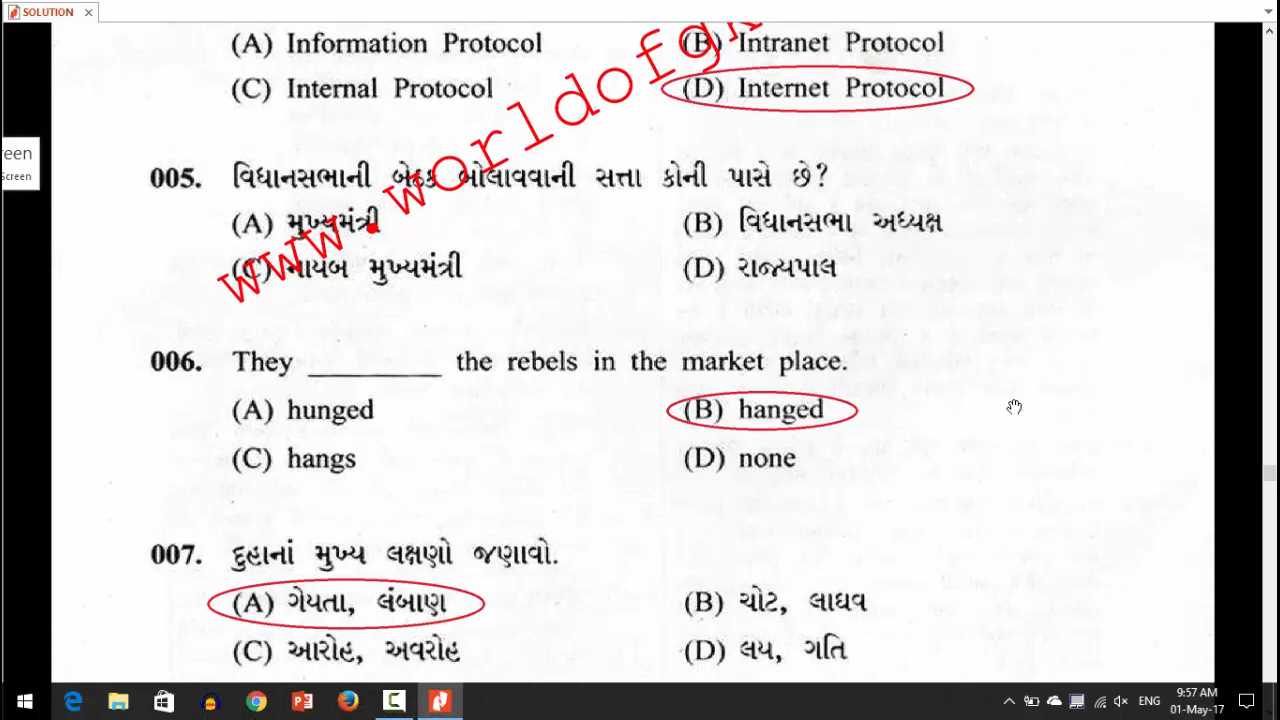 SOLUTION
(A) Information Protocol (B) Intranet Protocol
(C) Internal Protocol (D) Internet Protocol
reen
Screen
005. વિધાનસભાની બેઠક બોલાવવાની સત્તા કોની પાસે છે?
(A) મુખ્યમંત્રી (B) વિધાનસભા અધ્યક્ષ
(C) નાયબ મુખ્યમંત્રી (D) રાજ્યપાલ
www.worldofgk
006. They ________ the rebels in the market place.
(A) hunged (B) hanged
(C) hangs (D) none
007. દુહાનાં મુખ્ય લક્ષણો જણાવો.
(A) ગેયતા, લંબાણ (B) ચોટ, લાઘવ
(C) આરોહ, અવરોહ (D) લય, ગતિ
ENG 9:57 AM
01-May-17